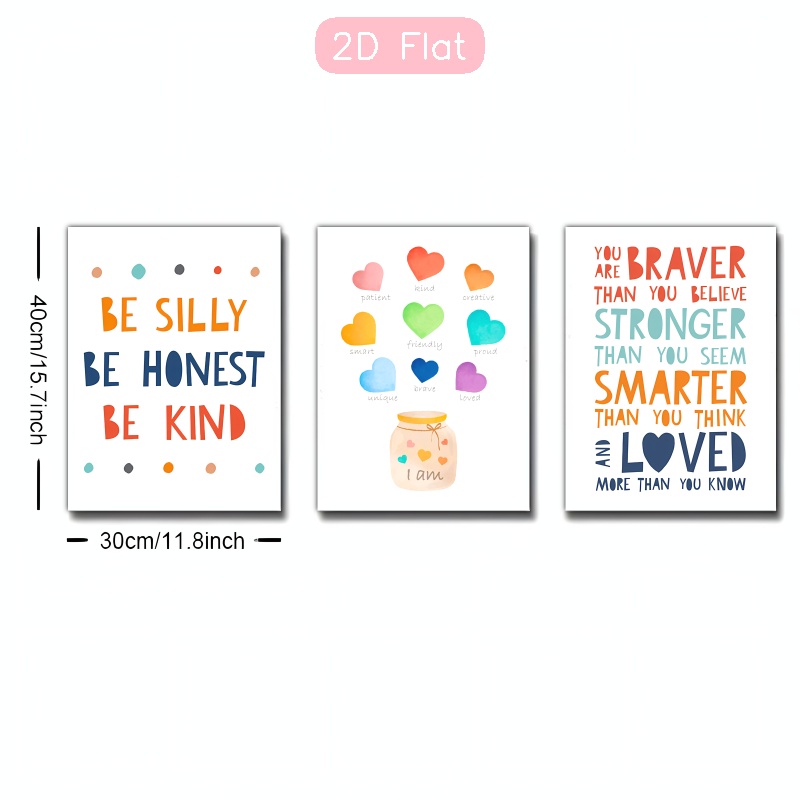 2D Flat
40cm/15.7inch
30cm/11.8inch
BE SILLY
BE HONEST
BE KIND
patient
kind
creative
smart
friendly
proud
unique
brave
loved
I am
YOU ARE BRAVER
THAN YOU BELIEVE
STRONGER
THAN YOU SEEM
SMARTER
THAN YOU THINK
AND LOVED
MORE THAN YOU KNOW